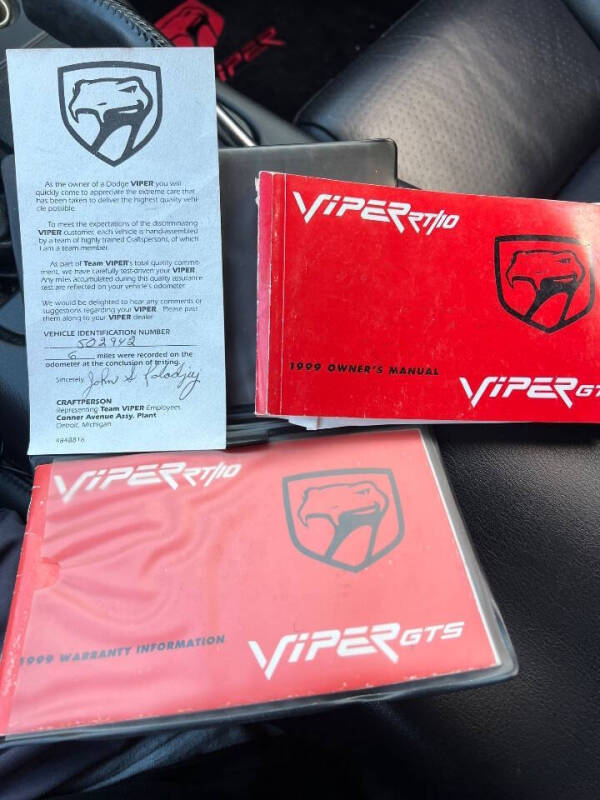 VIPER
As the owner of a Dodge VIPER you will
quickly come to appreciate the extreme care that
has been taken to deliver the highest quality vehi-
cle possible.
To meet the expectations of the discriminating
VIPER customer, each vehicle is hand-assembled
by a team of highly trained Craftspersons, of which
I am a team member.
As part of Team VIPER's total quality commit-
ment, we have carefully test-driven your VIPER.
Any miles accumulated during this quality assurance
test are reflected on your vehicle's odometer.
We would be delighted to hear any comments or
suggestions regarding your VIPER. Please pass
them along to your VIPER dealer.
VEHICLE IDENTIFICATION NUMBER
502942
6 miles were recorded on the
odometer at the conclusion of testing.
Sincerely, John S
CRAFTPERSON
Representing Team VIPER Employees
Conner Avenue Assy. Plant
Detroit, Michigan
4848816
VIPER RT/10
1999 OWNER'S MANUAL
VIPER GT
VIPER RT/10
1999 WARRANTY INFORMATION
VIPER GTS